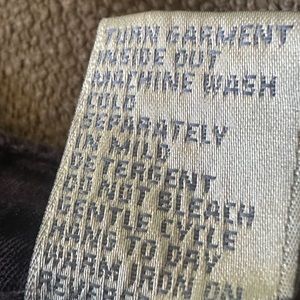 TURN GARMENT
INSIDE OUT
MACHINE WASH
COLD
SEPARATELY
IN MILD
DETERGENT
DO NOT BLEACH
GENTLE CYCLE
HANG TO DRY
WARM IRON ON
REVER